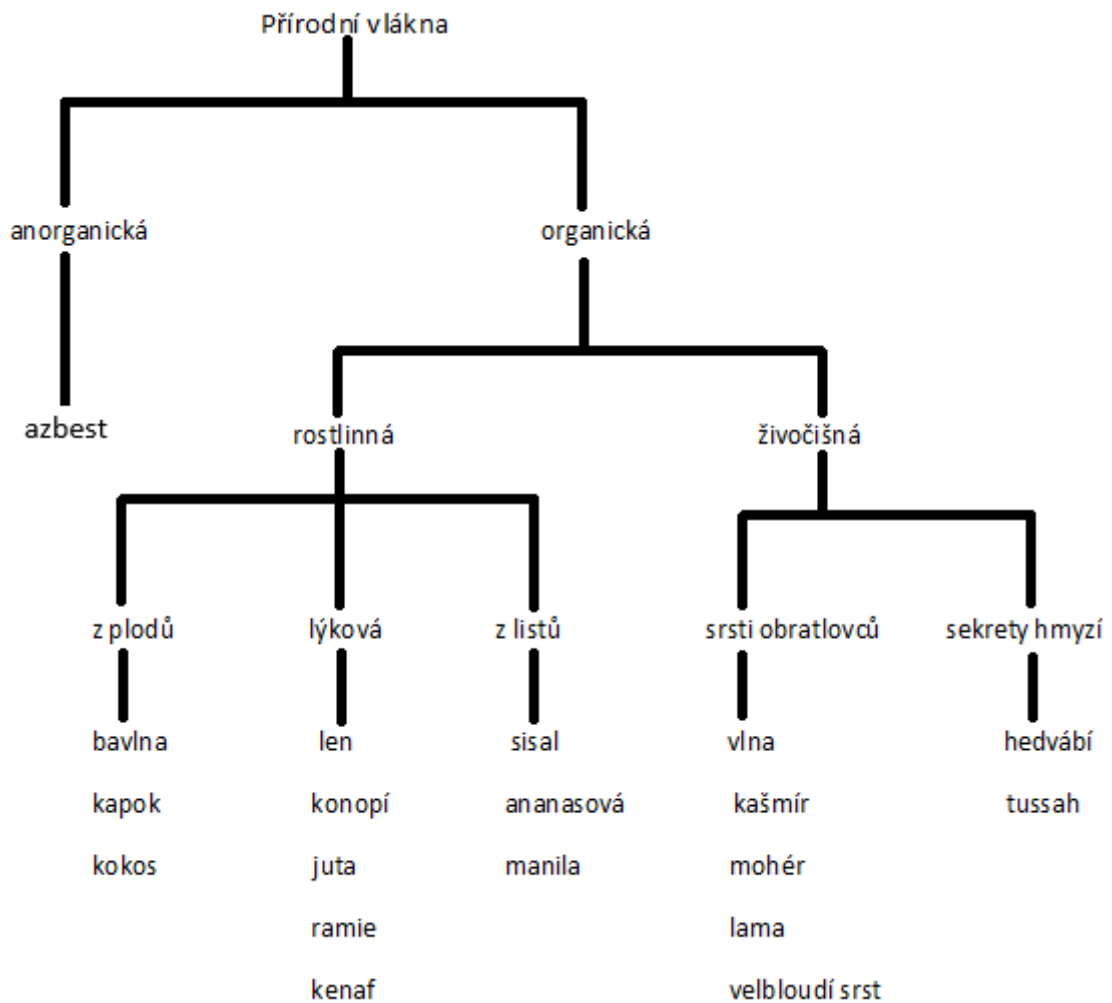 Přírodní vlákna
anorganická
organická
azbest
rostlinná
živočišná
z plodů
lýková
z listů
srsti obratlovců
sekrety hmyzí
bavlna
len
sisal
vlna
hedvábí
kapok
konopí
ananasová
kašmír
tussah
kokos
juta
manila
mohér
ramie
lama
kenaf
velbloudí srst